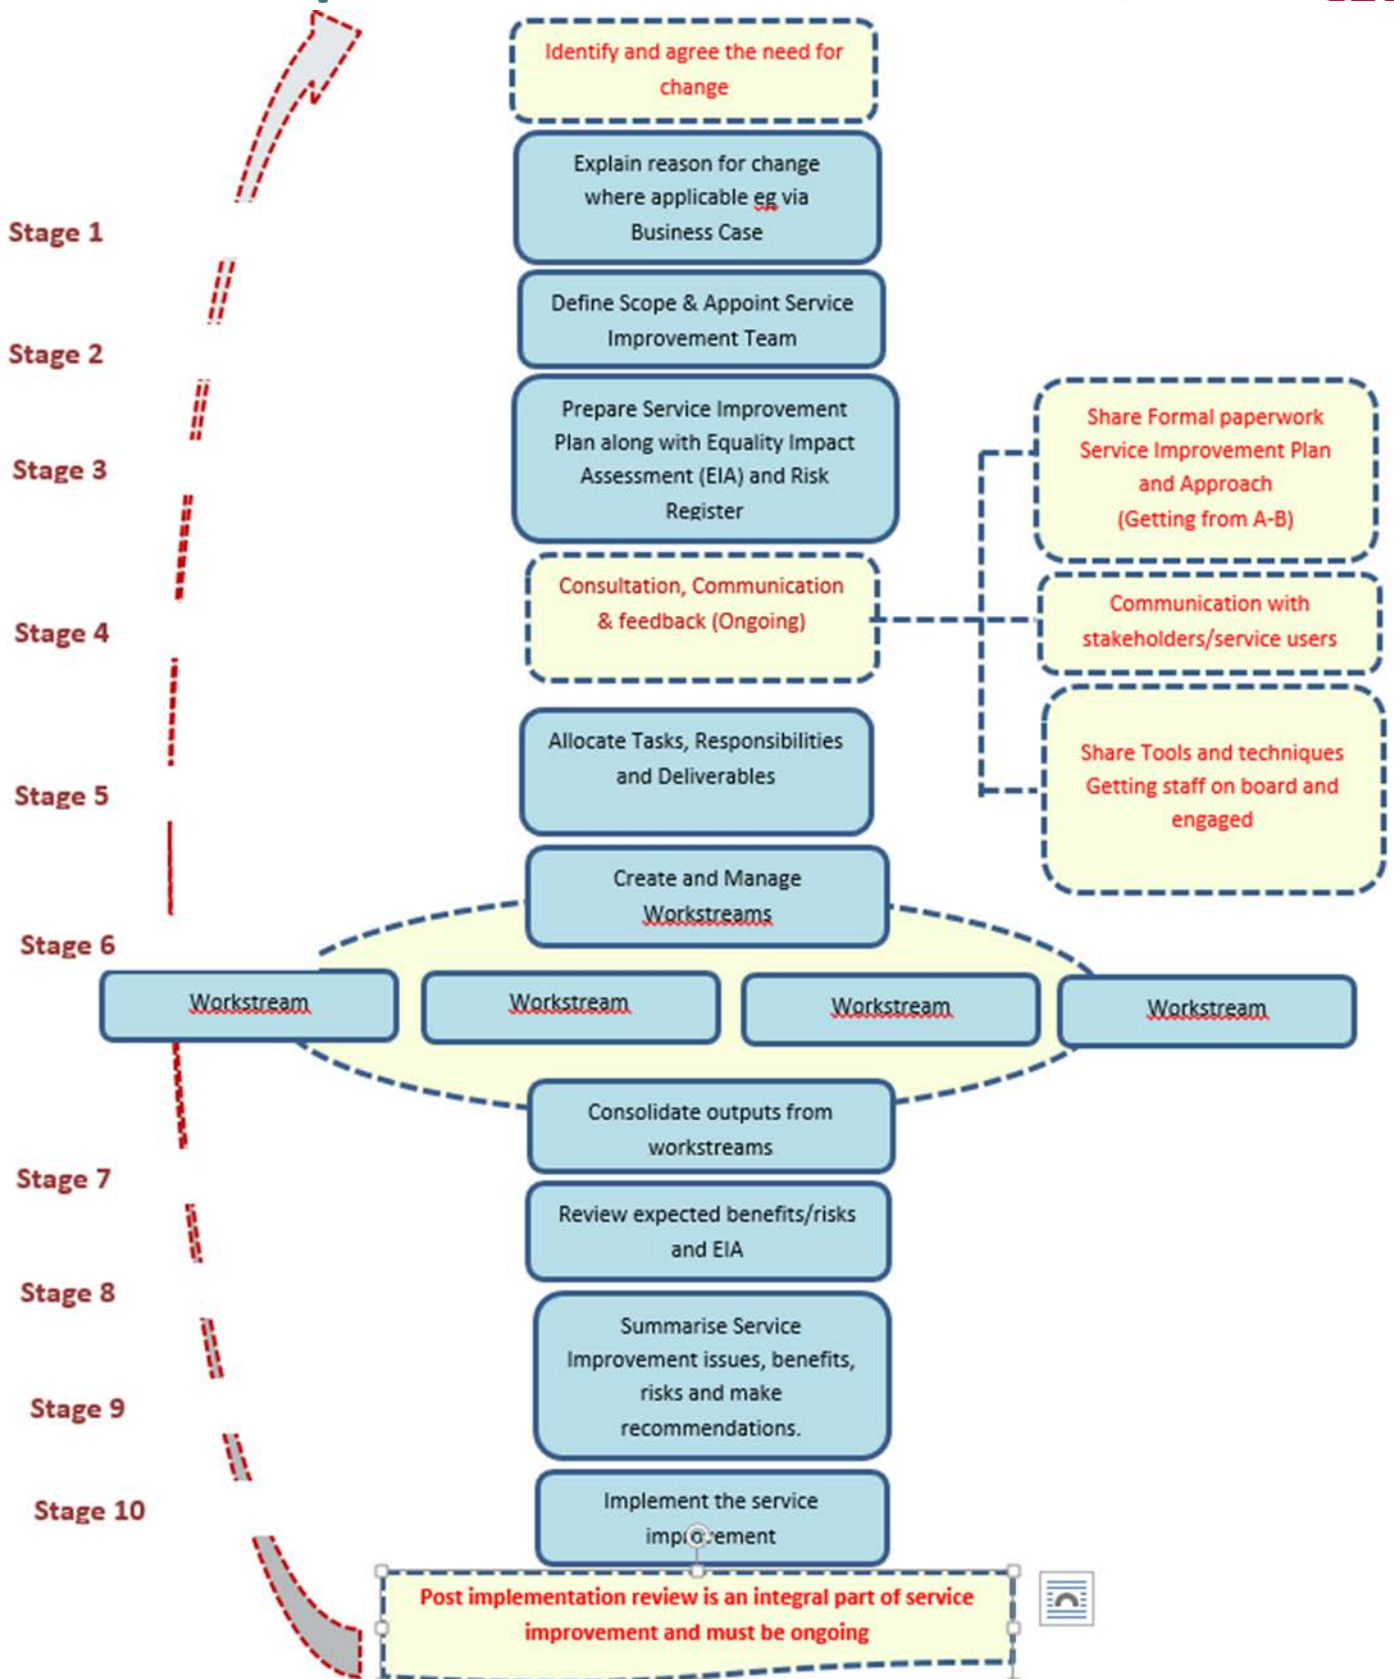 Identify and agree the need for
change
Stage 1
Explain reason for change
where applicable eg via
Business Case
Stage 2
Define Scope & Appoint Service
Improvement Team
Stage 3
Prepare Service Improvement
Plan along with Equality Impact
Assessment (EIA) and Risk
Register
Stage 4
Consultation, Communication
& feedback (Ongoing)
Share Formal paperwork
Service Improvement Plan
and Approach
(Getting from A-B)
Communication with
stakeholders/service users
Share Tools and techniques
Getting staff on board and
engaged
Stage 5
Allocate Tasks, Responsibilities
and Deliverables
Stage 6
Create and Manage
Workstreams
Workstream
Workstream
Workstream
Workstream
Stage 7
Consolidate outputs from
workstreams
Stage 8
Review expected benefits/risks
and EIA
Stage 9
Summarise Service
Improvement issues, benefits,
risks and make
recommendations.
Stage 10
Implement the service
improvement
Post implementation review is an integral part of service
improvement and must be ongoing